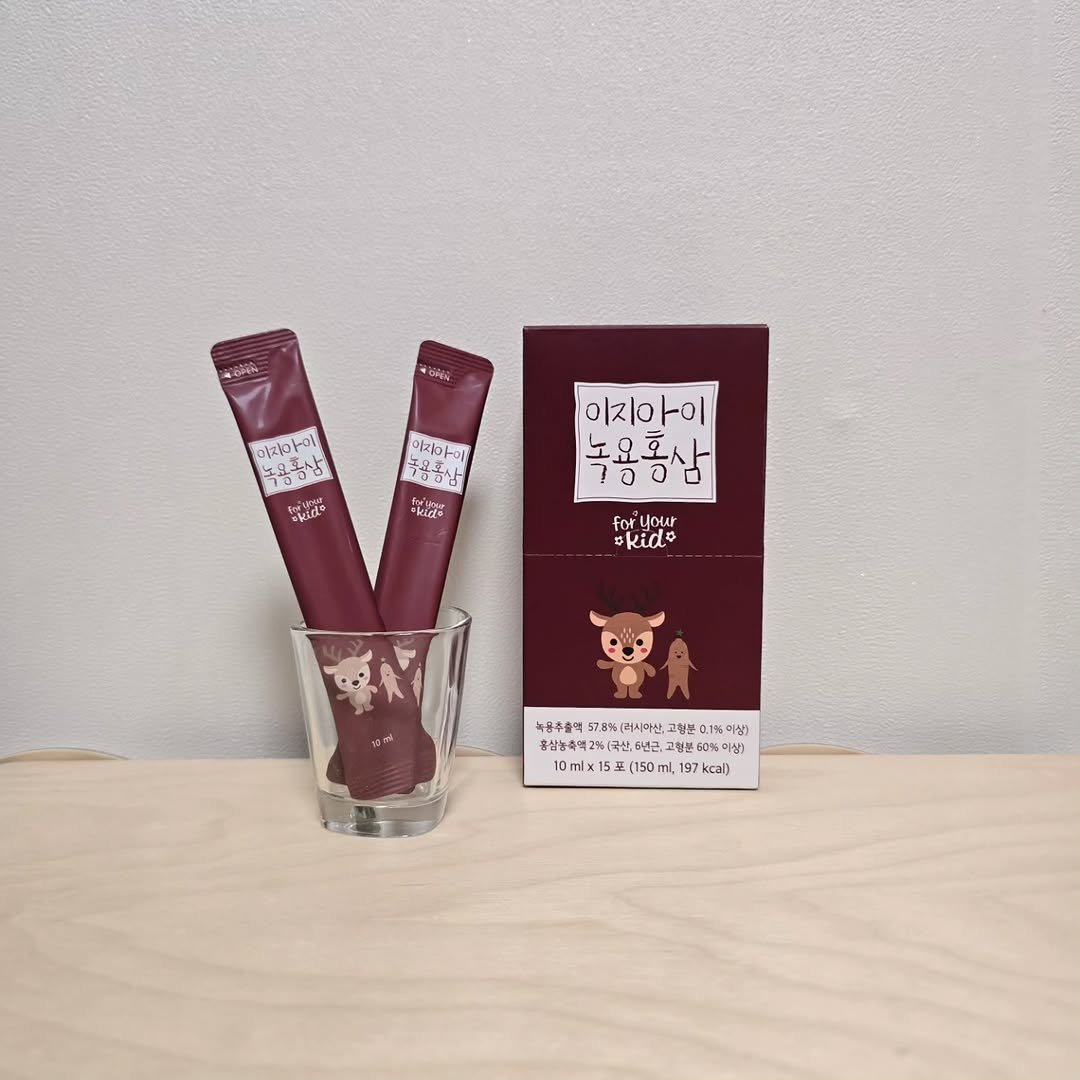 OPEN
이지아이
녹용홍삼
for your
kid
10 ml
OPEN
이지아이
녹용홍삼
for your
kid
이지아이
녹용홍삼
for your
kid
녹용추출액 57.8% (러시아산, 고형분 0.1% 이상)
홍삼농축액 2% (국산, 6년근, 고형분 60% 이상)
10 ml x 15 포 (150 ml, 197 kcal)